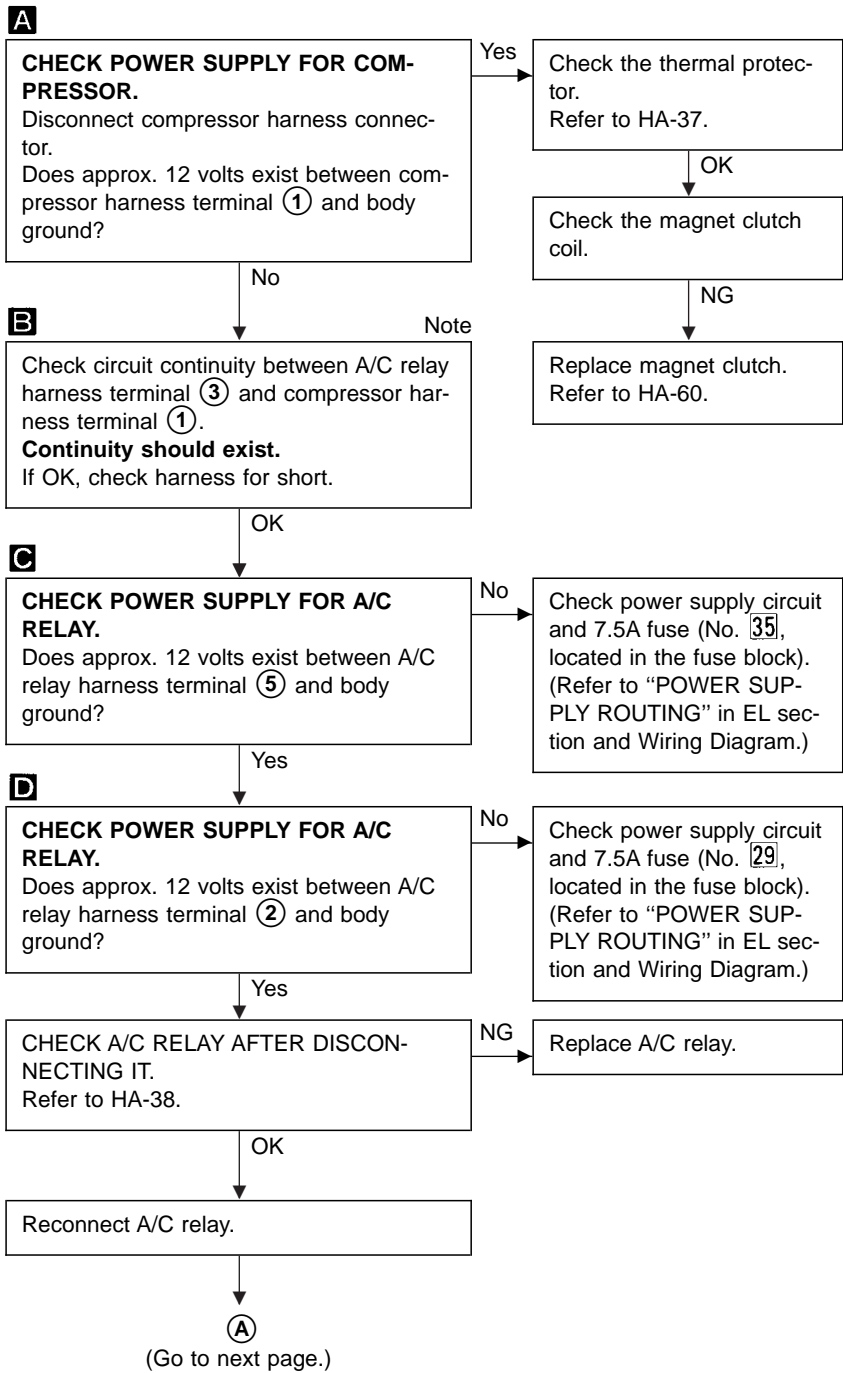 A
CHECK POWER SUPPLY FOR COM-
PRESSOR.
Disconnect compressor harness connec-
tor.
Does approx. 12 volts exist between com-
pressor harness terminal ① and body
ground?
Yes
Check the thermal protec-
tor.
Refer to HA-37.
OK
Check the magnet clutch
coil.
NG
Replace magnet clutch.
Refer to HA-60.
No
B
Note
Check circuit continuity between A/C relay
harness terminal ③ and compressor har-
ness terminal ①.
Continuity should exist.
If OK, check harness for short.
OK
C
CHECK POWER SUPPLY FOR A/C
RELAY.
Does approx. 12 volts exist between A/C
relay harness terminal ⑤ and body
ground?
No
Check power supply circuit
and 7.5A fuse (No. 35,
located in the fuse block).
(Refer to ‘‘POWER SUP-
PLY ROUTING’’ in EL sec-
tion and Wiring Diagram.)
Yes
D
CHECK POWER SUPPLY FOR A/C
RELAY.
Does approx. 12 volts exist between A/C
relay harness terminal ② and body
ground?
No
Check power supply circuit
and 7.5A fuse (No. 29,
located in the fuse block).
(Refer to ‘‘POWER SUP-
PLY ROUTING’’ in EL sec-
tion and Wiring Diagram.)
Yes
CHECK A/C RELAY AFTER DISCON-
NECTING IT.
Refer to HA-38.
NG
Replace A/C relay.
OK
Reconnect A/C relay.
Ⓐ
(Go to next page.)